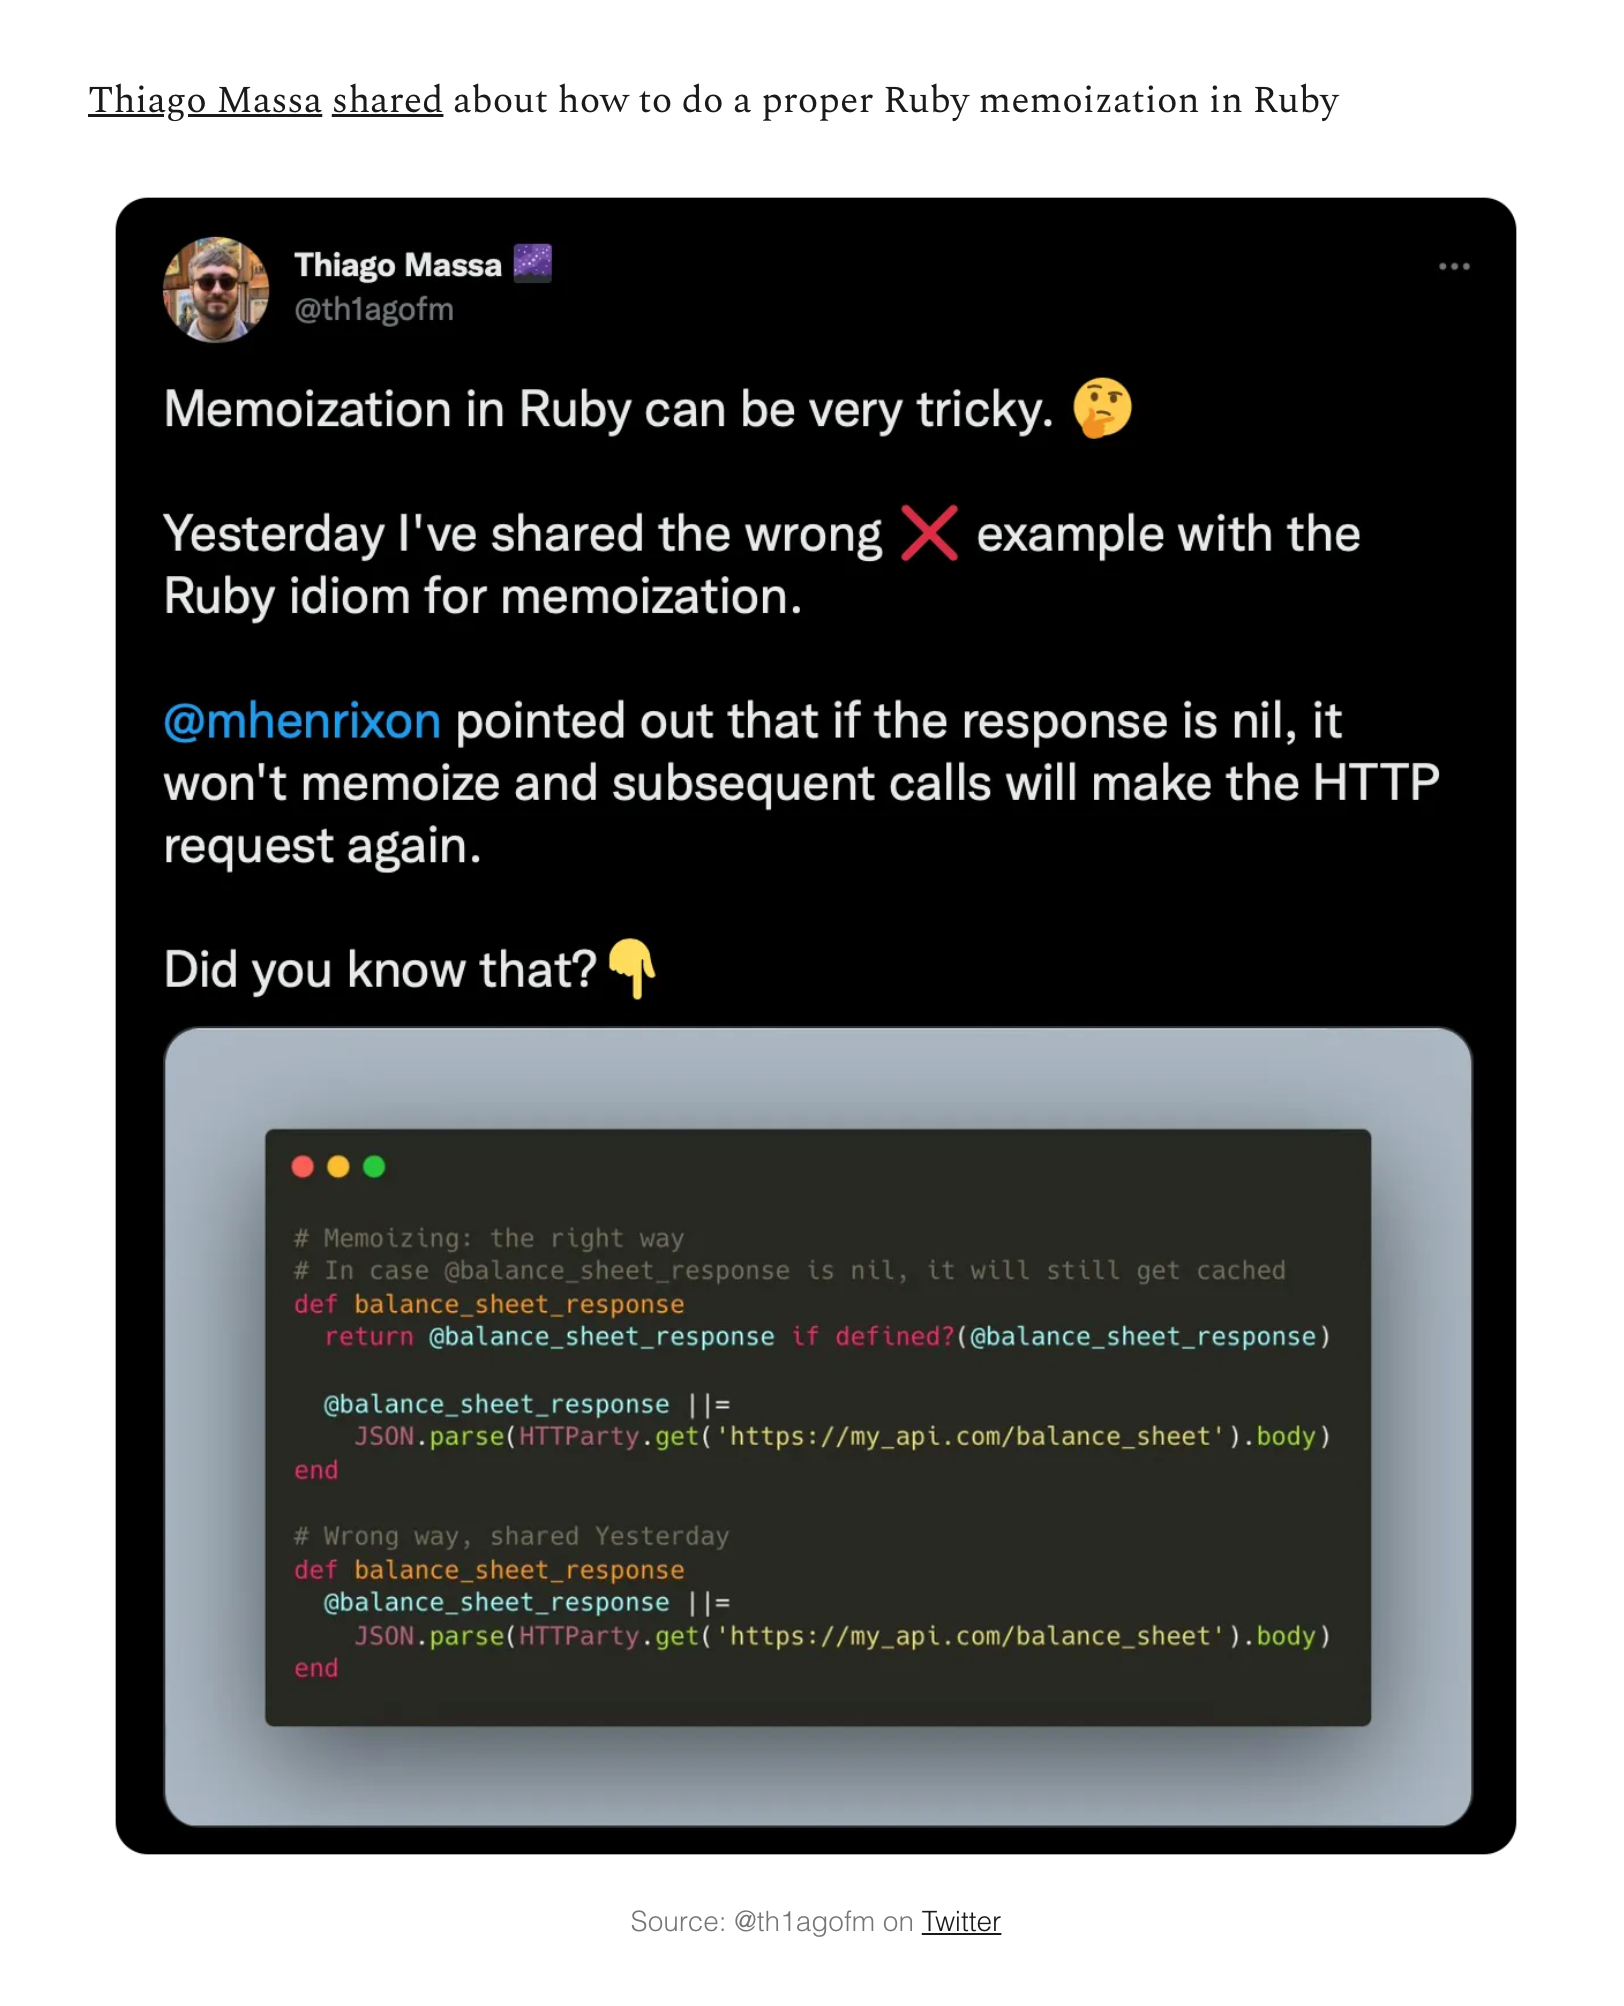 Thiago Massa shared about how to do a proper Ruby memoization in Ruby
Thiago Massa
@th1agofm
Memoization in Ruby can be very tricky. 🤔
Yesterday I've shared the wrong ❌ example with the
Ruby idiom for memoization.
@mhenrixon pointed out that if the response is nil, it
won't memoize and subsequent calls will make the HTTP
request again.
Did you know that?👇
# Memoizing: the right way
# In case @balance_sheet_response is nil, it will still get cached
def balance_sheet_response
  return @balance_sheet_response if defined?(@balance_sheet_response)
  @balance_sheet_response ||=
    JSON.parse(HTTParty.get('https://my_api.com/balance_sheet').body)
end
# Wrong way, shared Yesterday
def balance_sheet_response
  @balance_sheet_response ||=
    JSON.parse(HTTParty.get('https://my_api.com/balance_sheet').body)
end
Source: @th1agofm on Twitter